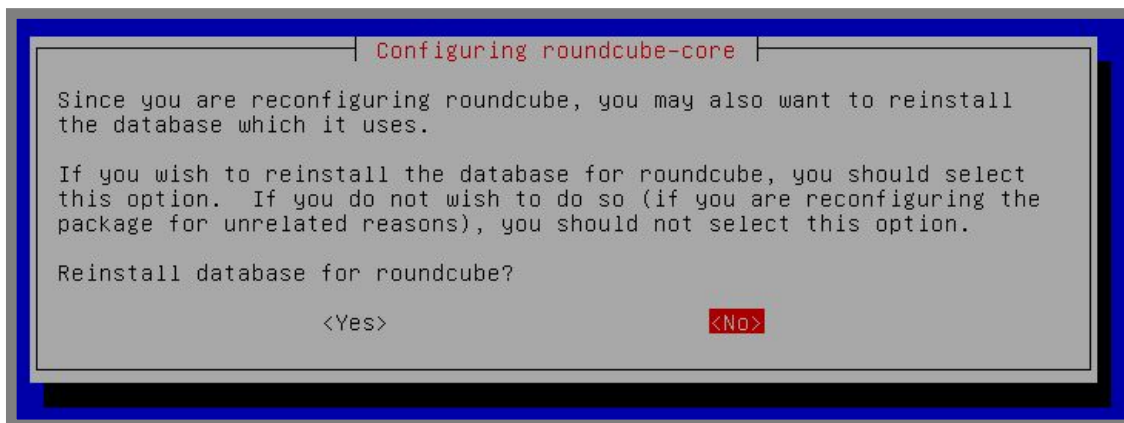 Configuring roundcube-core
Since you are reconfiguring roundcube, you may also want to reinstall
the database which it uses.
If you wish to reinstall the database for roundcube, you should select
this option.  If you do not wish to do so (if you are reconfiguring the
package for unrelated reasons), you should not select this option.
Reinstall database for roundcube?
<Yes> <No>